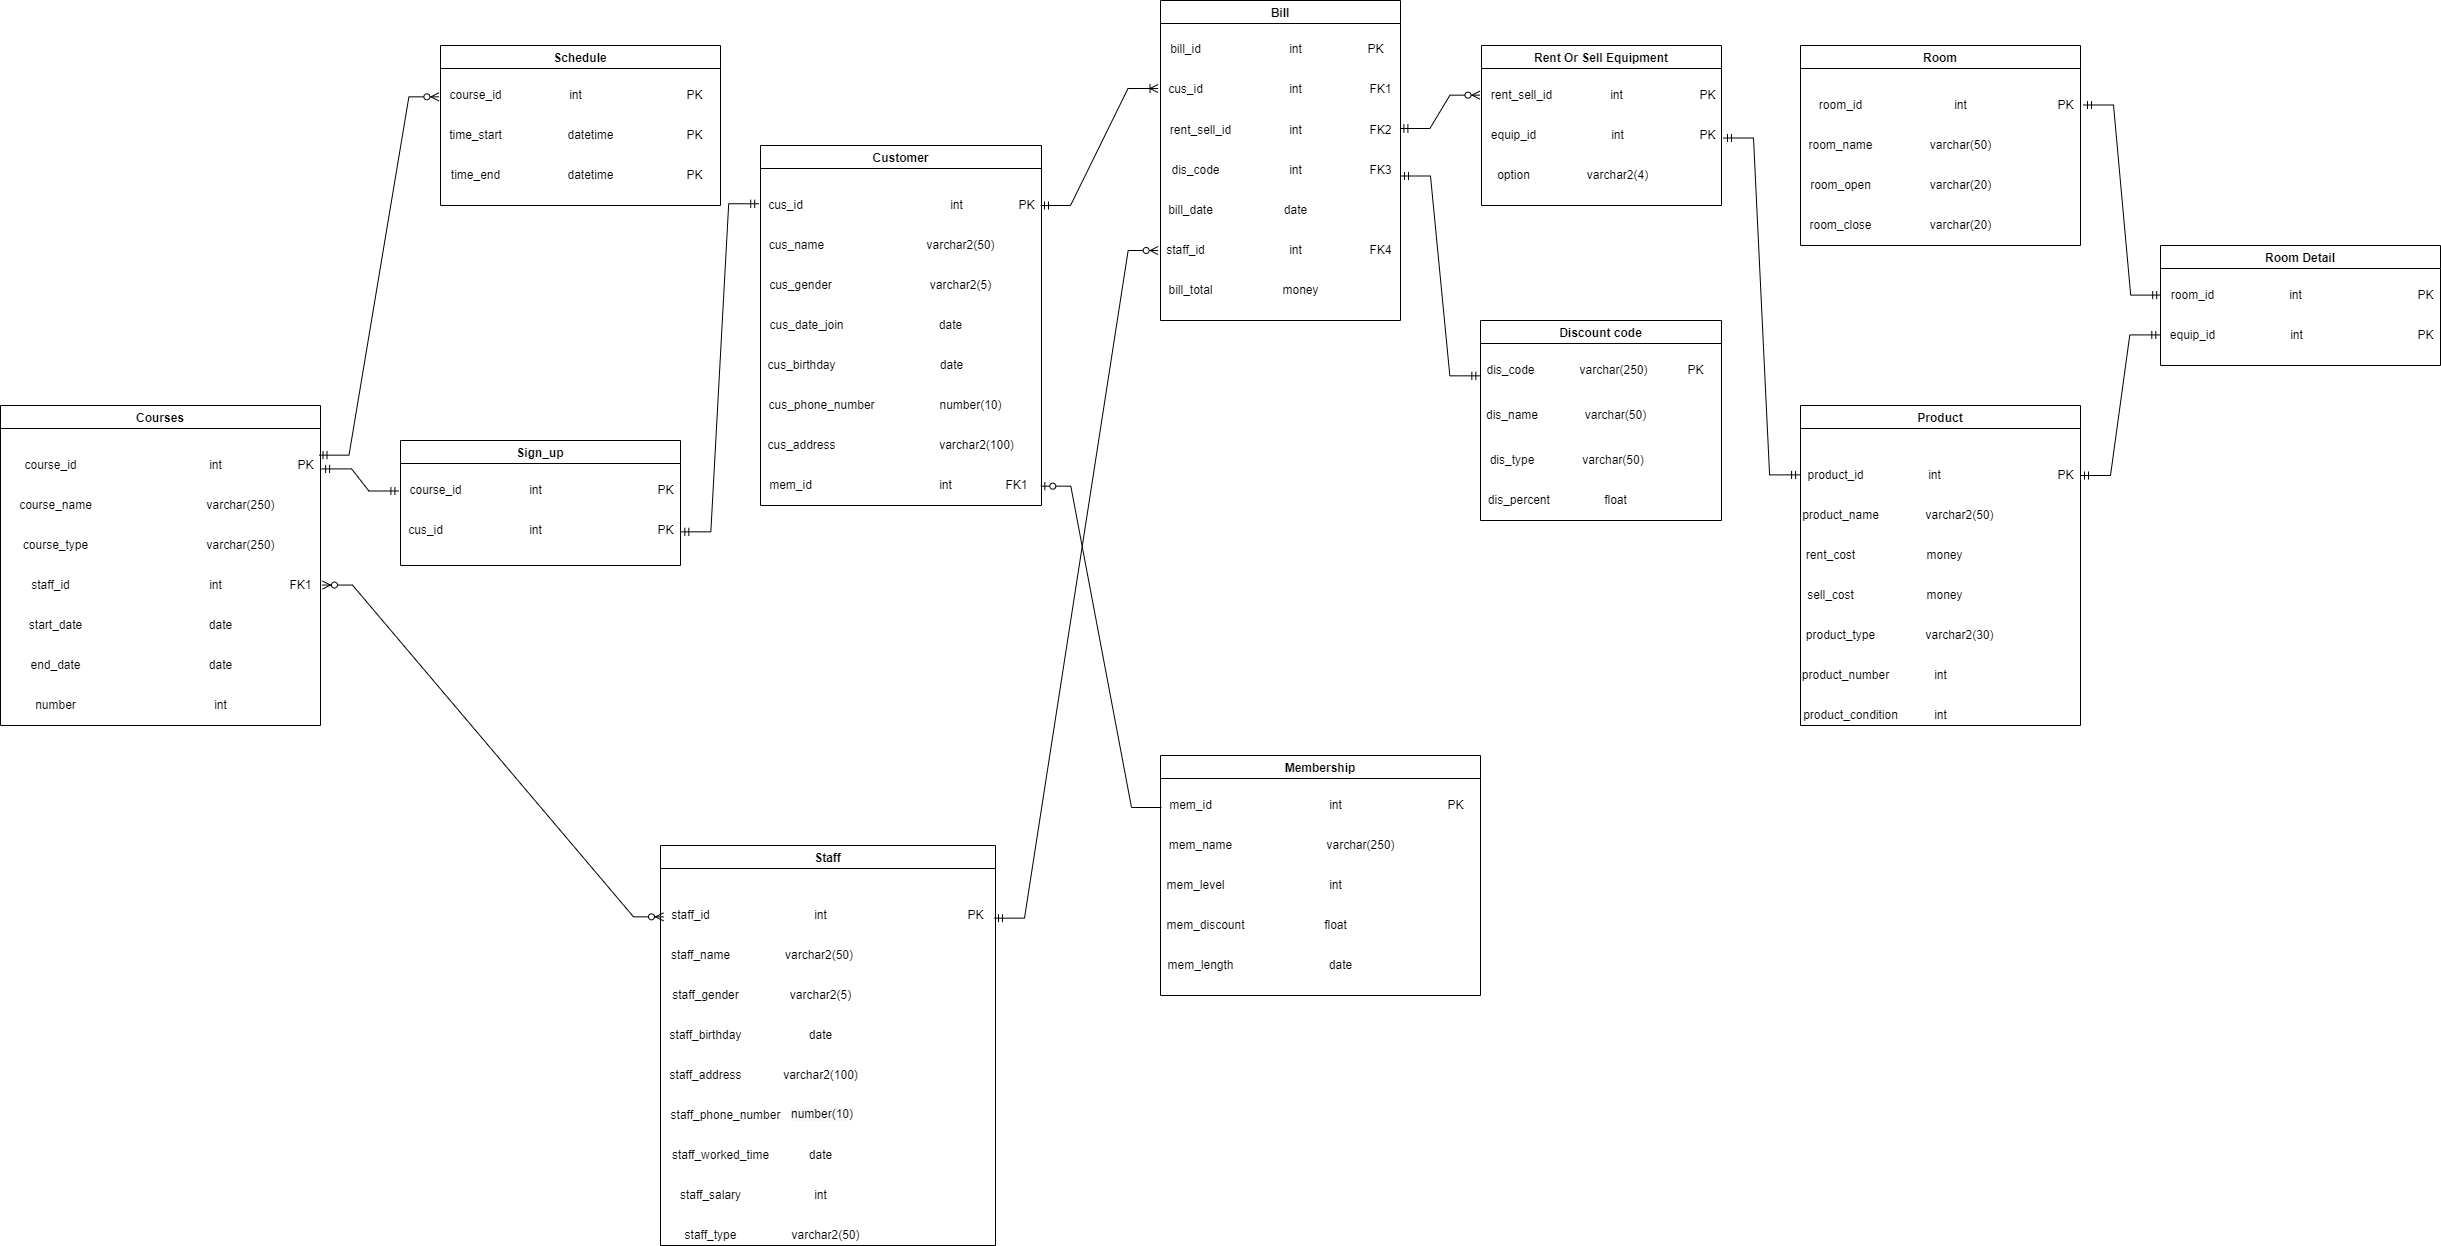 Schedule
course_id int PK
time_start datetime PK
time_end datetime PK
Customer
cus_id int PK
cus_name varchar2(50)
cus_gender varchar2(5)
cus_date_join date
cus_birthday date
cus_phone_number number(10)
cus_address varchar2(100)
mem_id int FK1
Bill
bill_id int PK
cus_id int FK1
rent_sell_id int FK2
dis_code int FK3
bill_date date
staff_id int FK4
bill_total money
Rent Or Sell Equipment
rent_sell_id int PK
equip_id int PK
option varchar2(4)
Room
room_id int PK
room_name varchar(50)
room_open varchar(20)
room_close varchar(20)
Room Detail
room_id int PK
equip_id int PK
Discount code
dis_code varchar(250) PK
dis_name varchar(50)
dis_type varchar(50)
dis_percent float
Courses
course_id int PK
course_name varchar(250)
course_type varchar(250)
staff_id int FK1
start_date date
end_date date
number int
Sign_up
course_id int PK
cus_id int PK
Product
product_id int PK
product_name varchar2(50)
rent_cost money
sell_cost money
product_type varchar2(30)
product_number int
product_condition int
Membership
mem_id int PK
mem_name varchar(250)
mem_level int
mem_discount float
mem_length date
Staff
staff_id int PK
staff_name varchar2(50)
staff_gender varchar2(5)
staff_birthday date
staff_address varchar2(100)
staff_phone_number number(10)
staff_worked_time date
staff_salary int
staff_type varchar2(50)